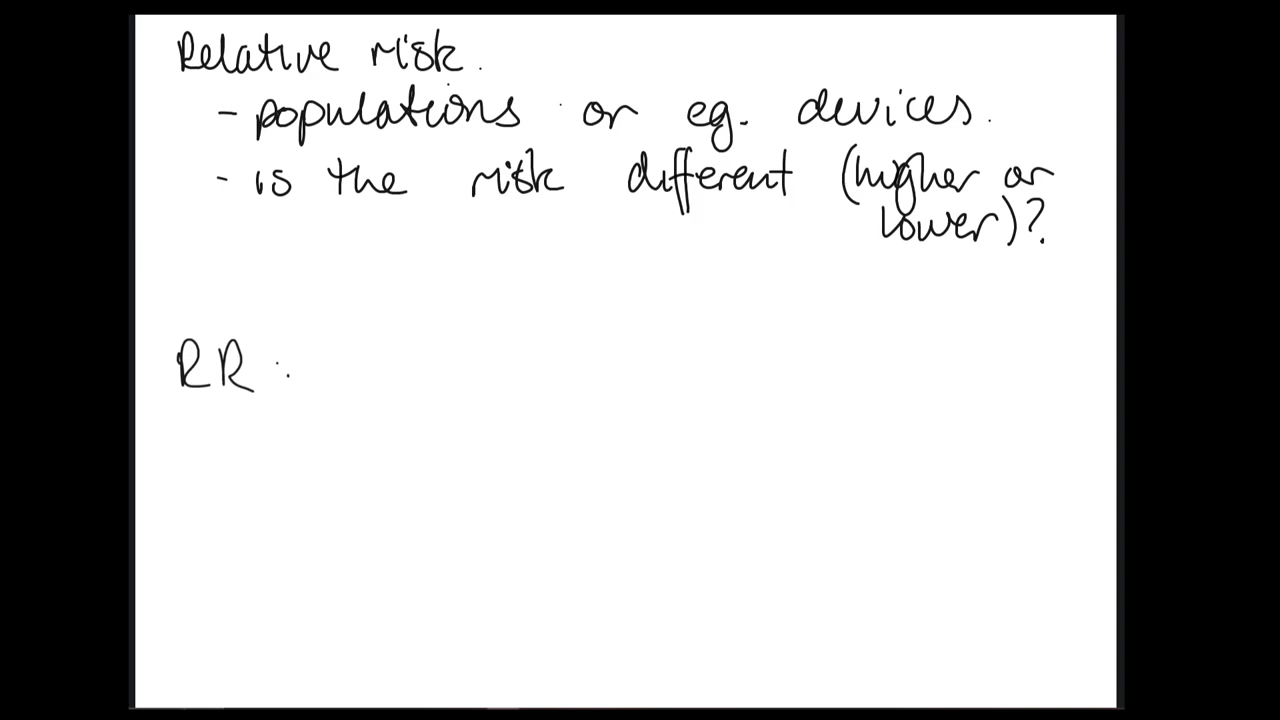 Relative risk.
- populations or eg. devices.
- is the risk different (higher or
lower)?
RR :